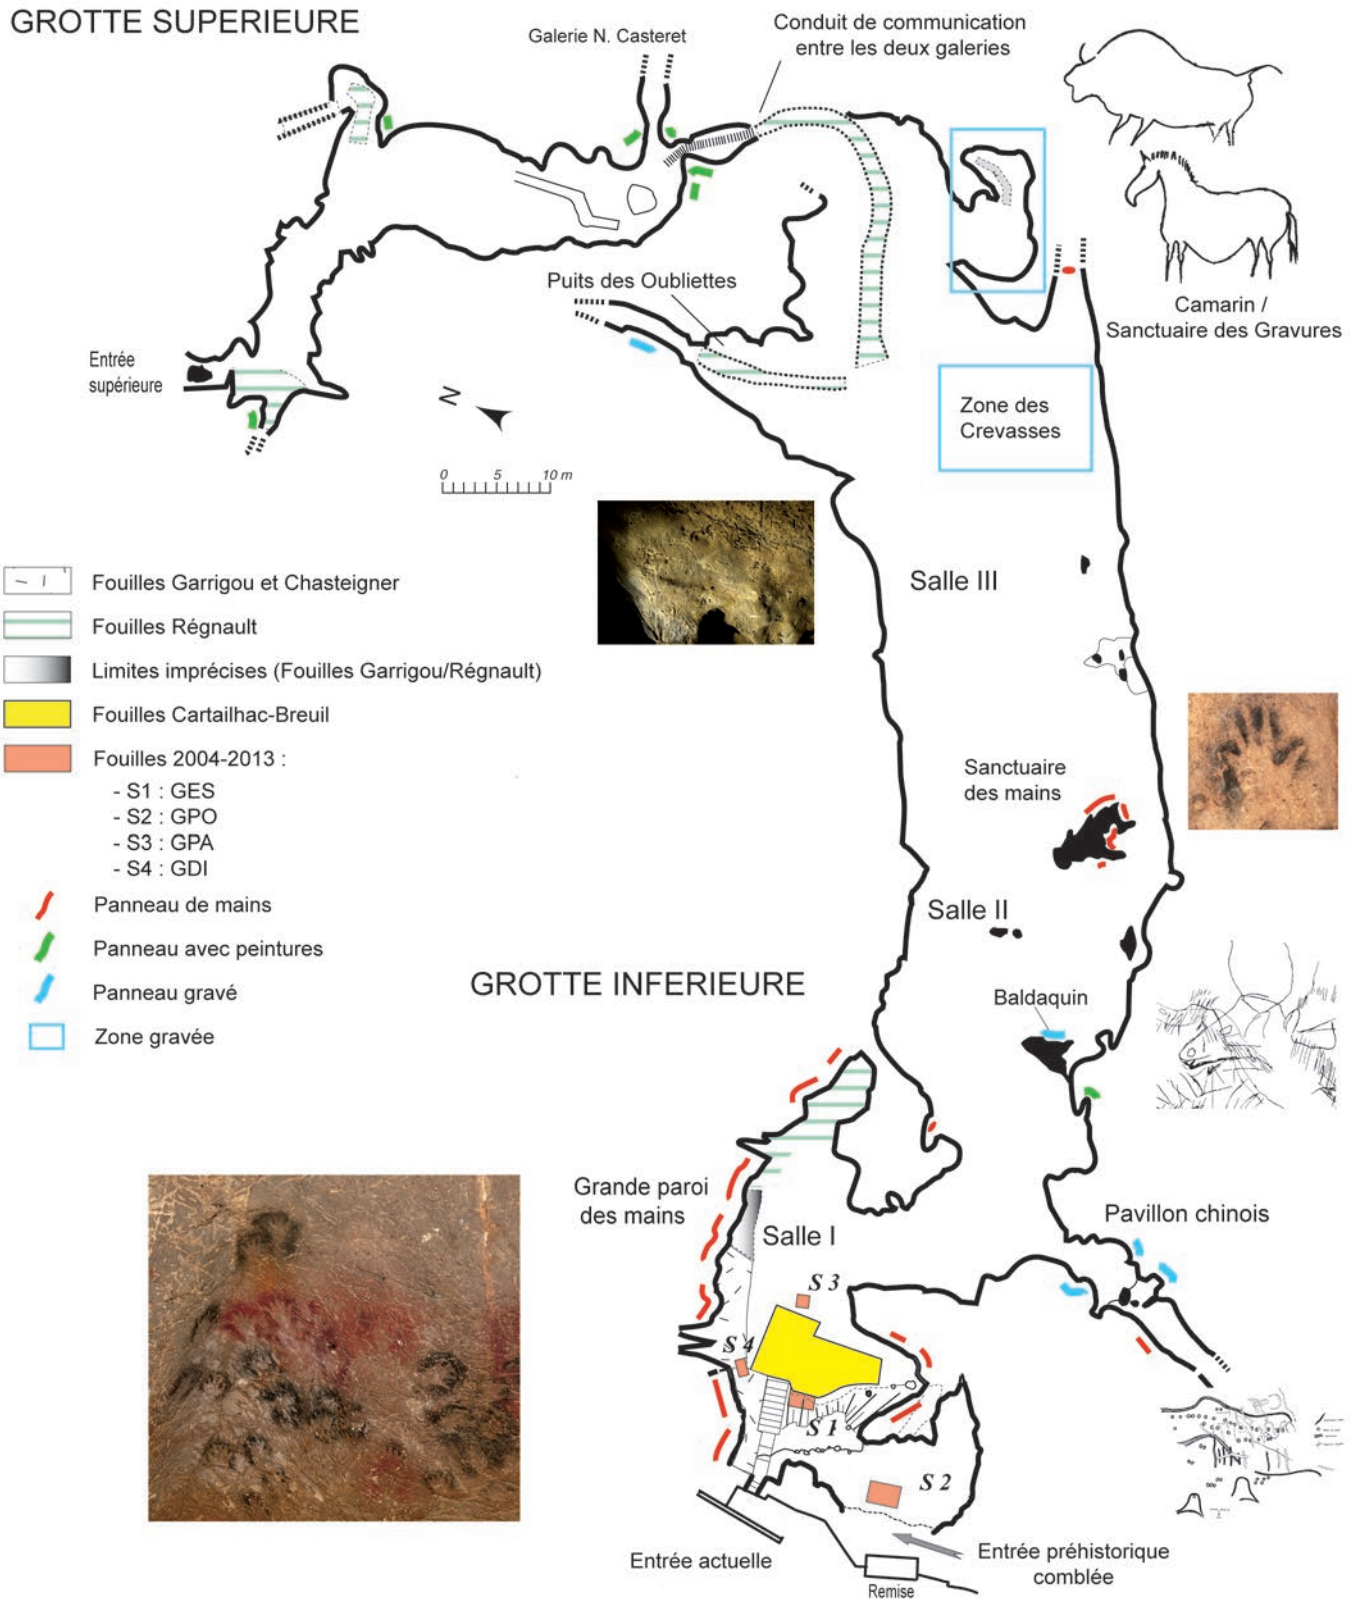 GROTTE SUPERIEURE
Galerie N. Casteret
Conduit de communication
entre les deux galeries
Puits des Oubliettes
Camarin /
Sanctuaire des Gravures
Entrée
supérieure
N
Zone des
Crevasses
0 5 10 m
Salle III
Fouilles Garrigou et Chasteigner
Fouilles Régnault
Limites imprécises (Fouilles Garrigou/Régnault)
Fouilles Cartailhac-Breuil
Fouilles 2004-2013 :
- S1 : GES
- S2 : GPO
- S3 : GPA
- S4 : GDI
Panneau de mains
Panneau avec peintures
Panneau gravé
Zone gravée
Sanctuaire
des mains
Salle II
GROTTE INFERIEURE
Baldaquin
Grande paroi
des mains
Salle I
Pavillon chinois
S 3
S 4
S 1
S 2
Entrée actuelle
Entrée préhistorique
comblée
Remise